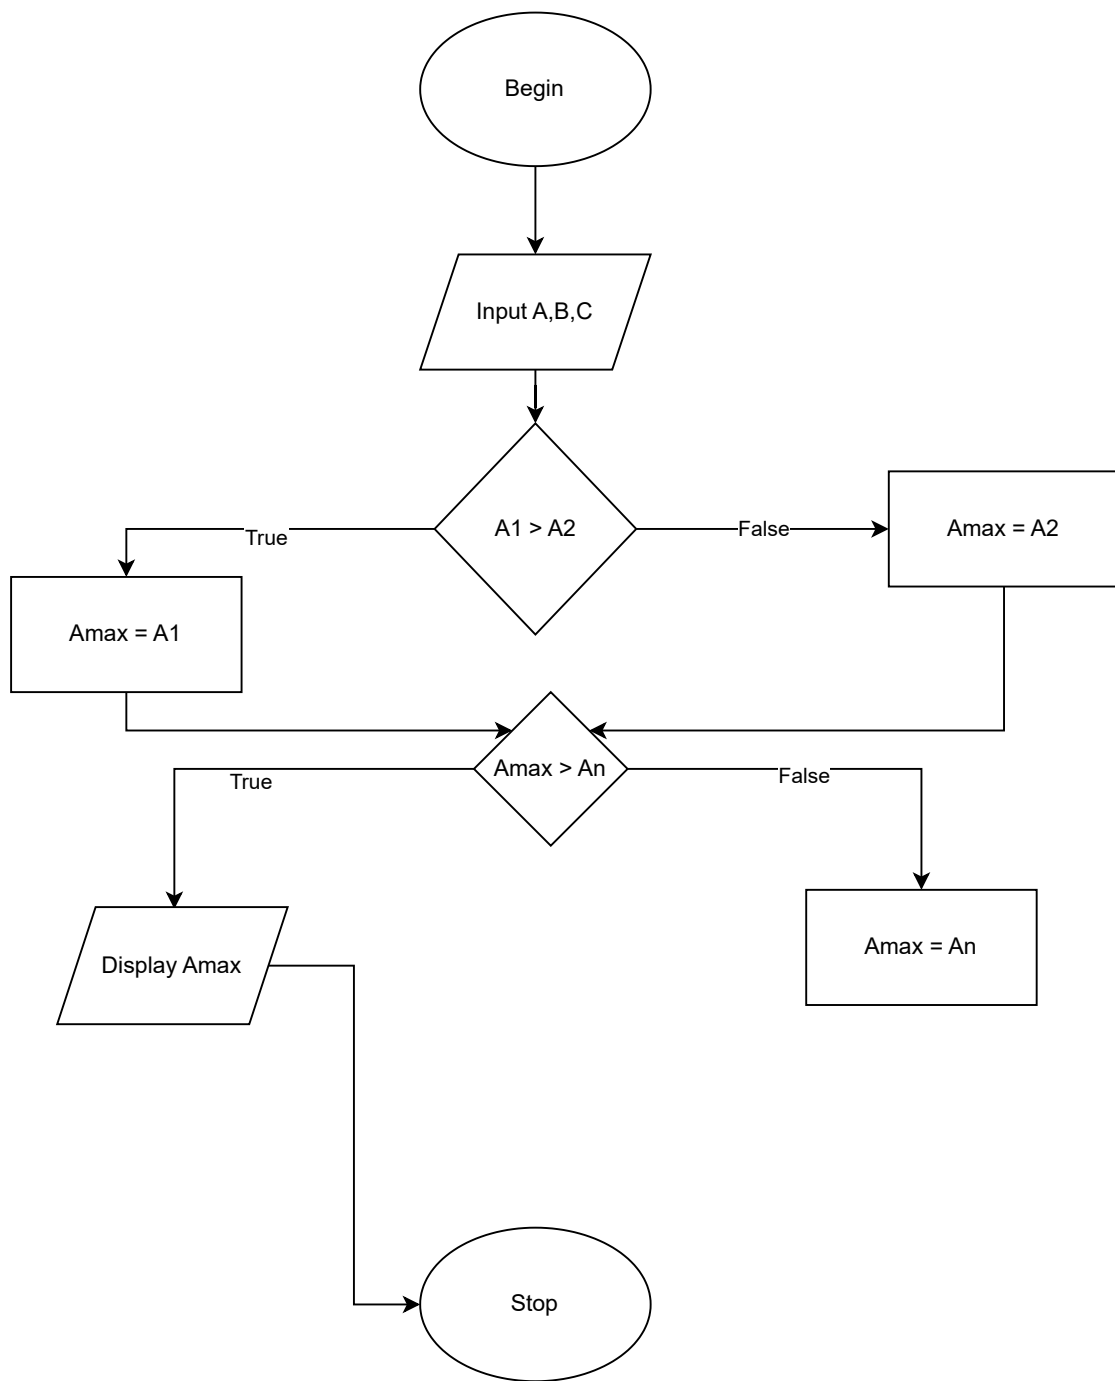 Begin
Input A,B,C
A1 > A2
True
False
Amax = A2
Amax = A1
Amax > An
True
False
Amax = An
Display Amax
Stop